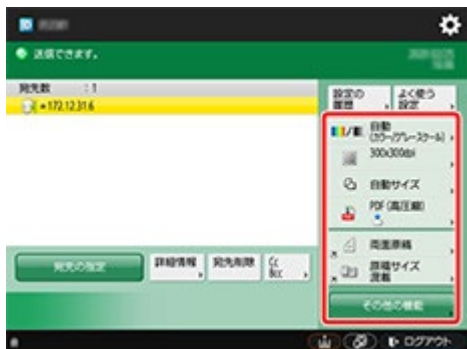 送信できます。
宛先数 :1
172.12.31.6
設定の
履歴
よく使う
設定
自動
(カラー/グレースケール)
300x300dpi
自動サイズ
PDF (高圧縮)
両面原稿
原稿サイズ
混載
その他の機能
宛先の指定
詳細情報
宛先削除
Cc
Bcc
ログアウト